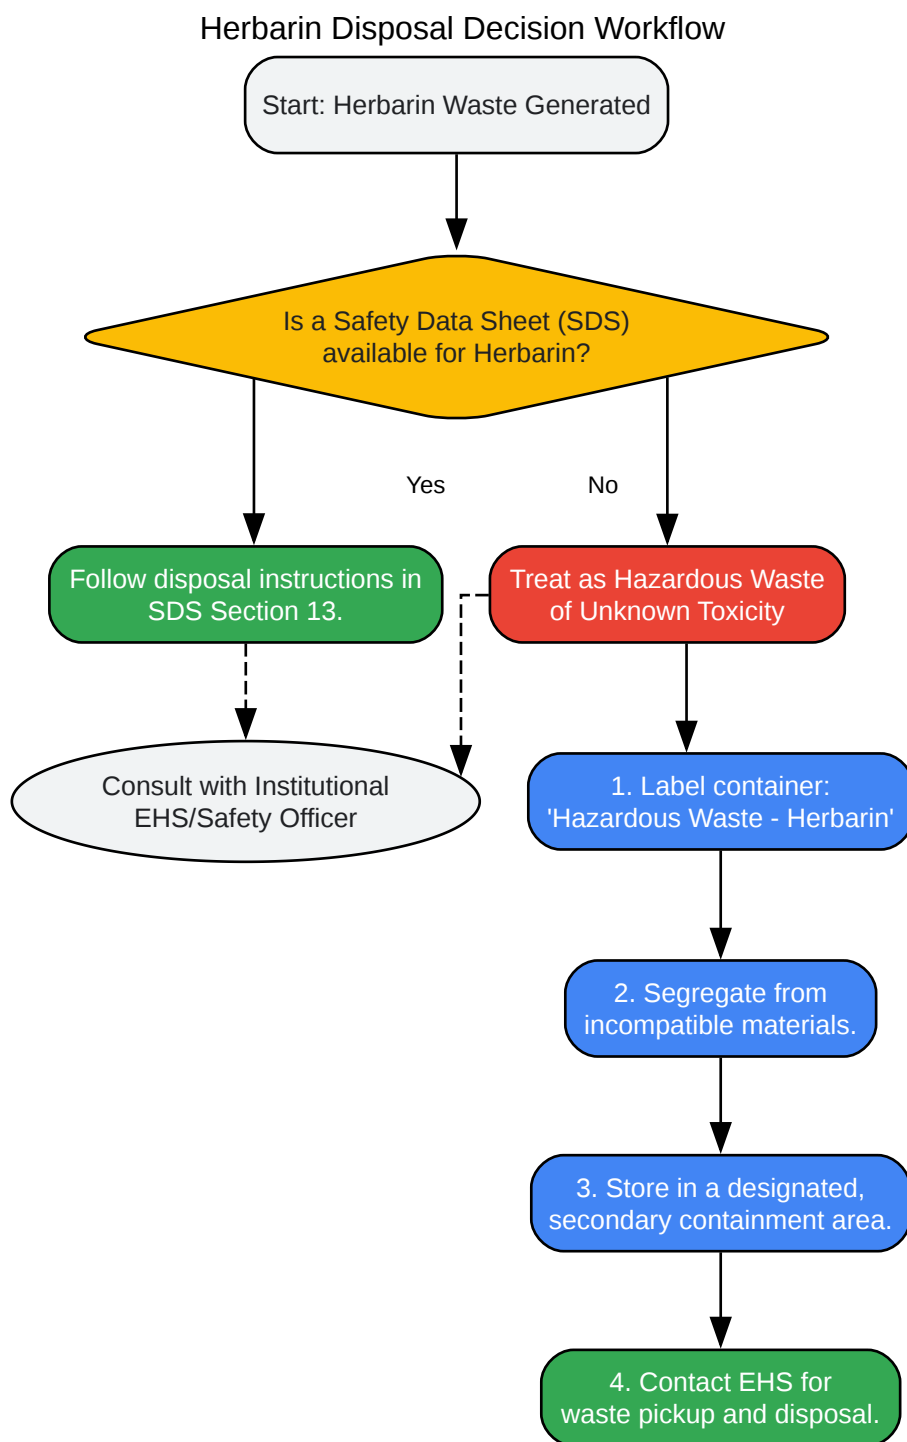 Herbarin Disposal Decision Workflow
Start: Herbarin Waste Generated
Is a Safety Data Sheet (SDS)
available for Herbarin?
Yes
No
Follow disposal instructions in
SDS Section 13.
Treat as Hazardous Waste
of Unknown Toxicity
Consult with Institutional
EHS/Safety Officer
1. Label container:
'Hazardous Waste - Herbarin'
2. Segregate from
incompatible materials.
3. Store in a designated,
secondary containment area.
4. Contact EHS for
waste pickup and disposal.